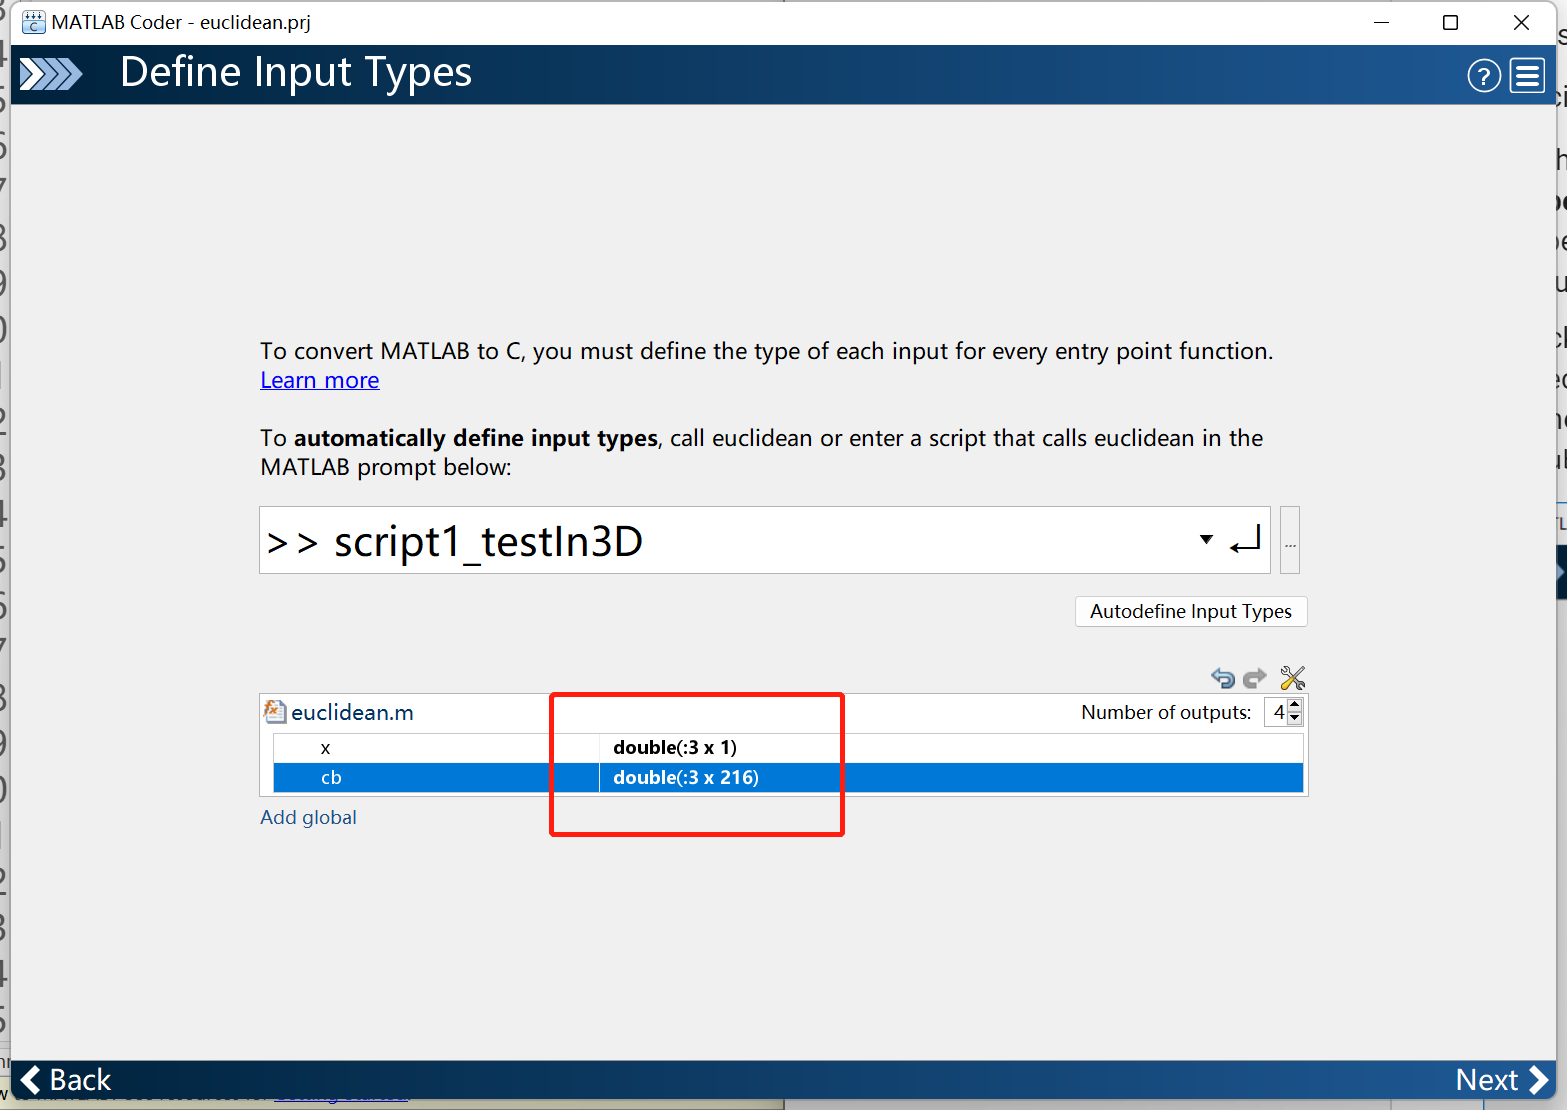 MATLAB Coder - euclidean.prj
Define Input Types
?
To convert MATLAB to C, you must define the type of each input for every entry point function.
Learn more
To automatically define input types, call euclidean or enter a script that calls euclidean in the
MATLAB prompt below:
>> script1_testIn3D
...
Autodefine Input Types
euclidean.m
Number of outputs: 4
x double(:3 x 1)
cb double(:3 x 216)
Add global
Back
Next